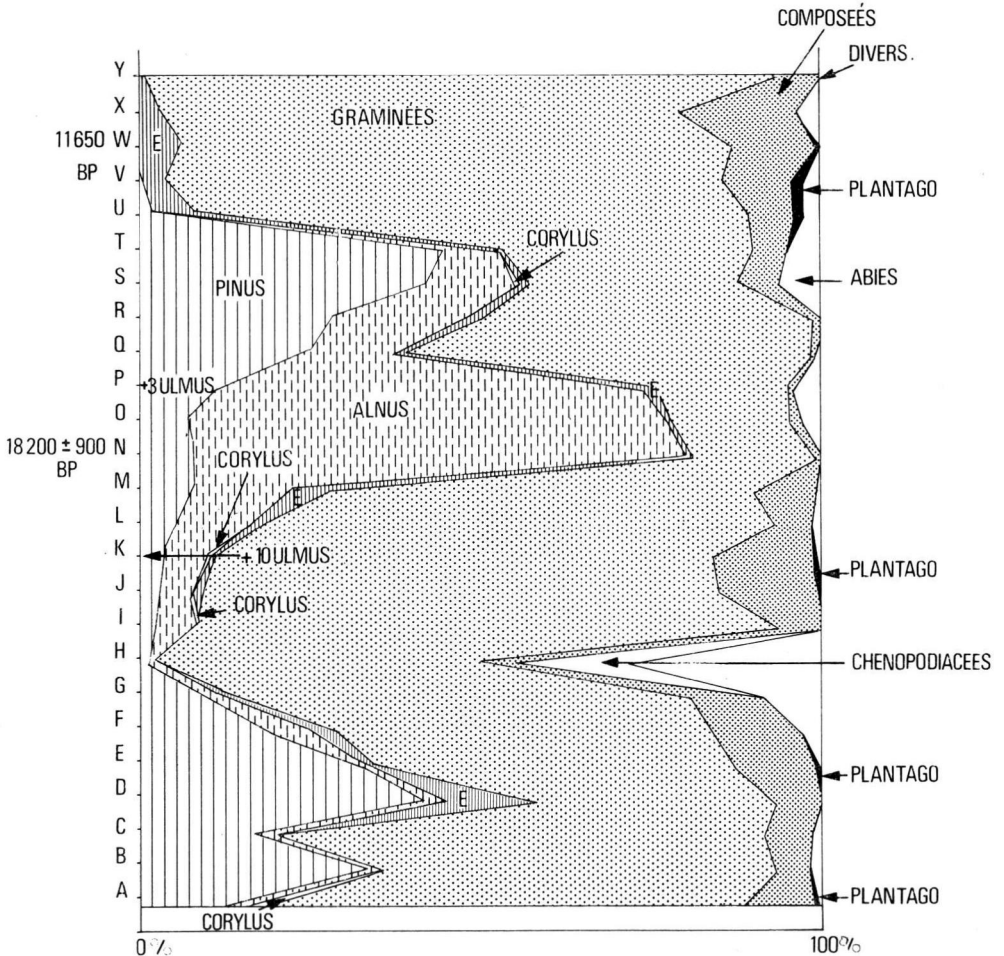 COMPOSEÉS
DIVERS.
Y
GRAMINÉES
X
11650
BP
W
E
V
PLANTAGO
U
T
CORYLUS
S
PINUS
ABIES
R
Q
P
+3 ULMUS
E
O
ALNUS
18 200 ± 900
BP
N
CORYLUS
M
E
L
K
+10 ULMUS
J
PLANTAGO
I
CORYLUS
H
CHENOPODIACEES
G
F
E
PLANTAGO
D
E
C
B
A
PLANTAGO
CORYLUS
0%
100%